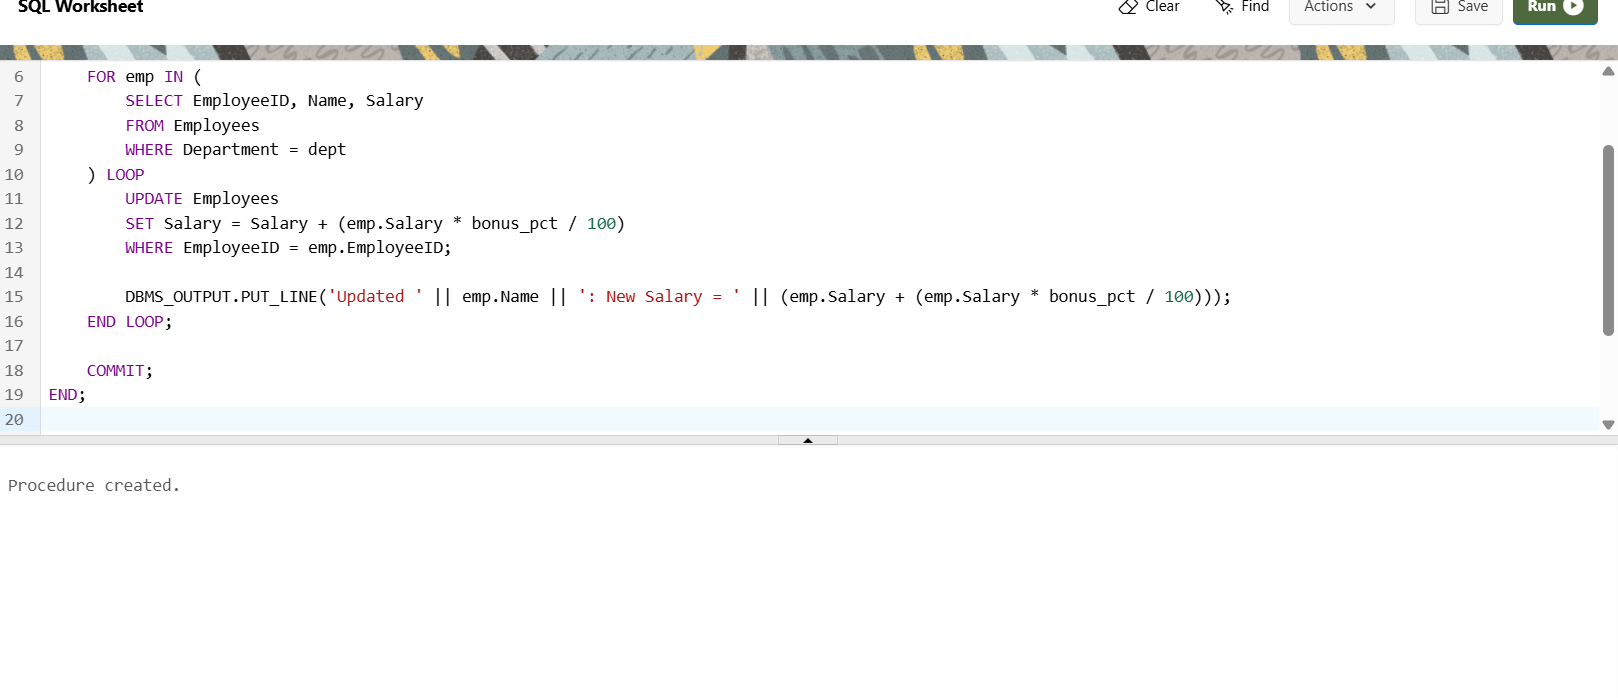 SQL Worksheet Clear Find Actions Save Run
6 FOR emp IN (
7 SELECT EmployeeID, Name, Salary
8 FROM Employees
9 WHERE Department = dept
10 ) LOOP
11 UPDATE Employees
12 SET Salary = Salary + (emp.Salary * bonus_pct / 100)
13 WHERE EmployeeID = emp.EmployeeID;
14
15 DBMS_OUTPUT.PUT_LINE('Updated ' || emp.Name || ': New Salary = ' || (emp.Salary + (emp.Salary * bonus_pct / 100)));
16 END LOOP;
17
18 COMMIT;
19 END;
20
Procedure created.